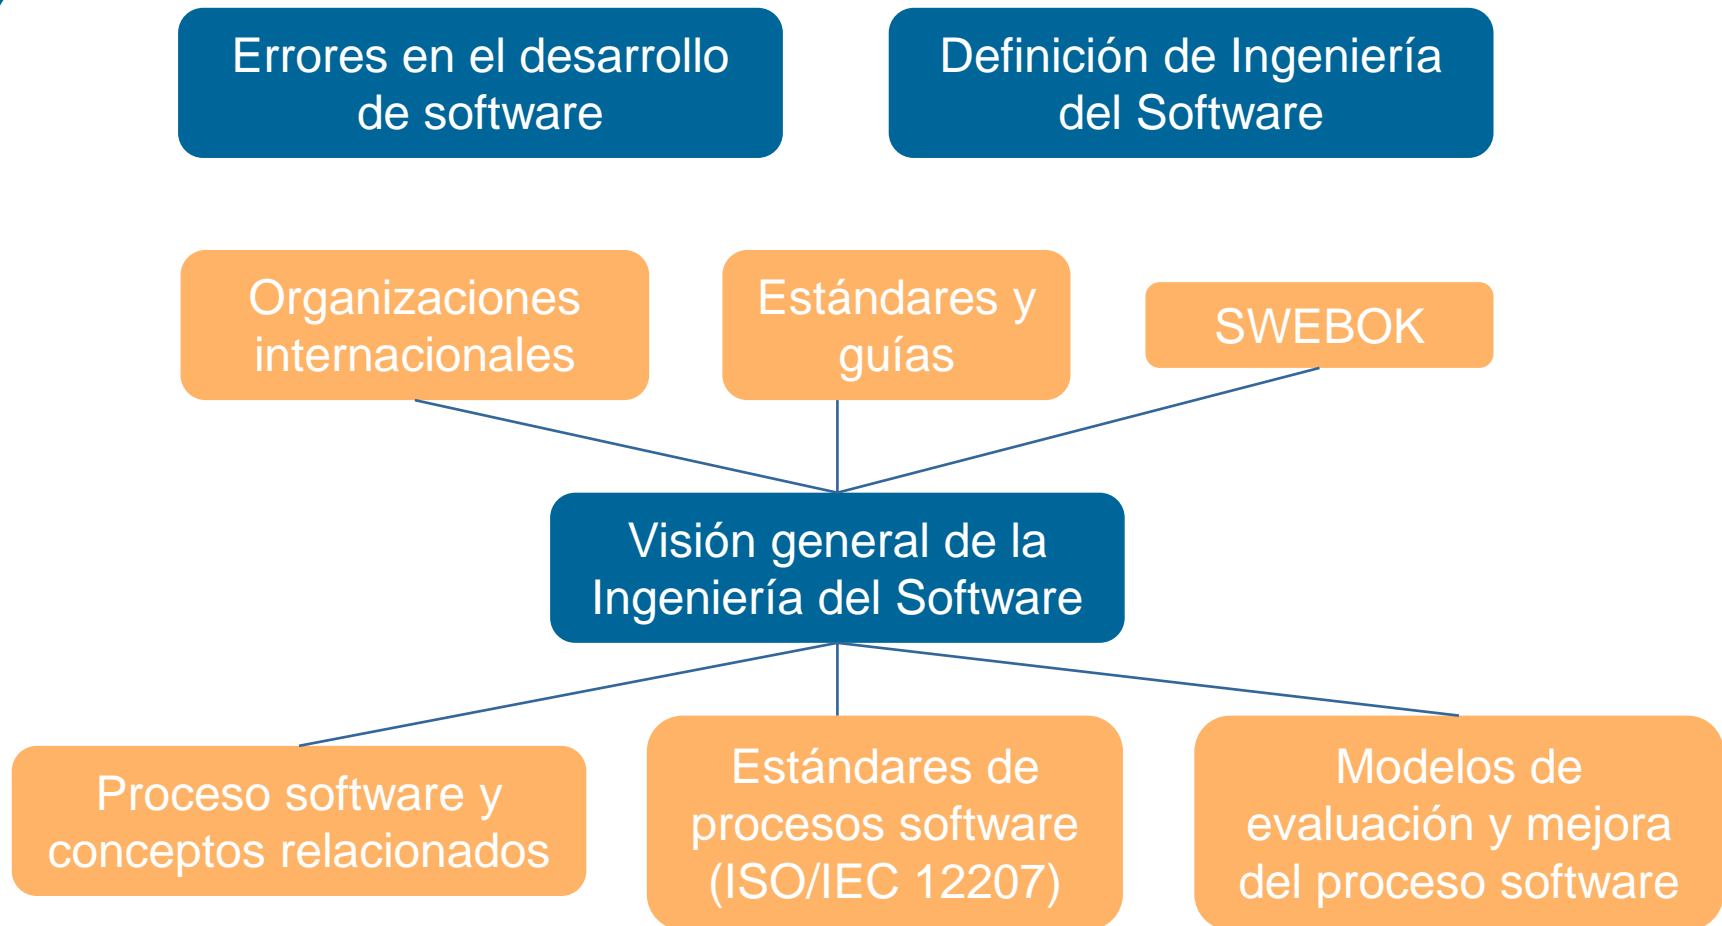 Errores en el desarrollo
de software
Definición de Ingeniería
del Software
Organizaciones
internacionales
Estándares y
guías
SWEBOK
Visión general de la
Ingeniería del Software
Proceso software y
conceptos relacionados
Estándares de
procesos software
(ISO/IEC 12207)
Modelos de
evaluación y mejora
del proceso software